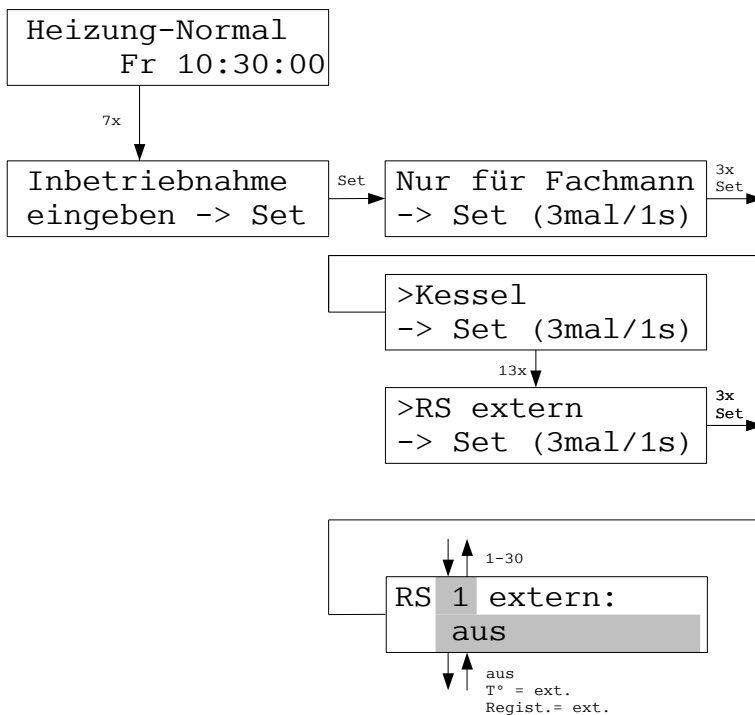 Heizung-Normal
Fr 10:30:00
7x
Inbetriebnahme
eingeben -> Set
Set
Nur für Fachmann
-> Set (3mal/1s)
3x
Set
>Kessel
-> Set (3mal/1s)
13x
>RS extern
-> Set (3mal/1s)
3x
Set
1-30
RS 1 extern:
aus
aus
T° = ext.
Regist.= ext.